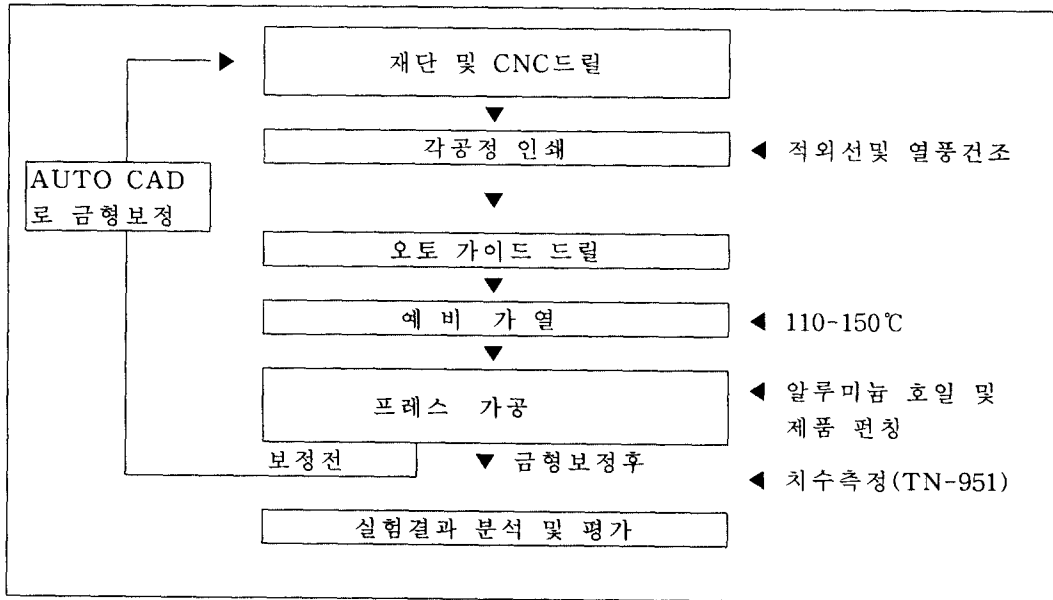 재단 및 CNC드릴
각공정 인쇄
◀ 적외선및 열풍건조
AUTO CAD
로 금형보정
오토 가이드 드릴
예 비 가 열
◀ 110-150℃
프레스 가공
◀ 알루미늄 호일 및
제품 펀칭
보정전
▼ 금형보정후
◀ 치수측정(TN-951)
실험결과 분석 및 평가